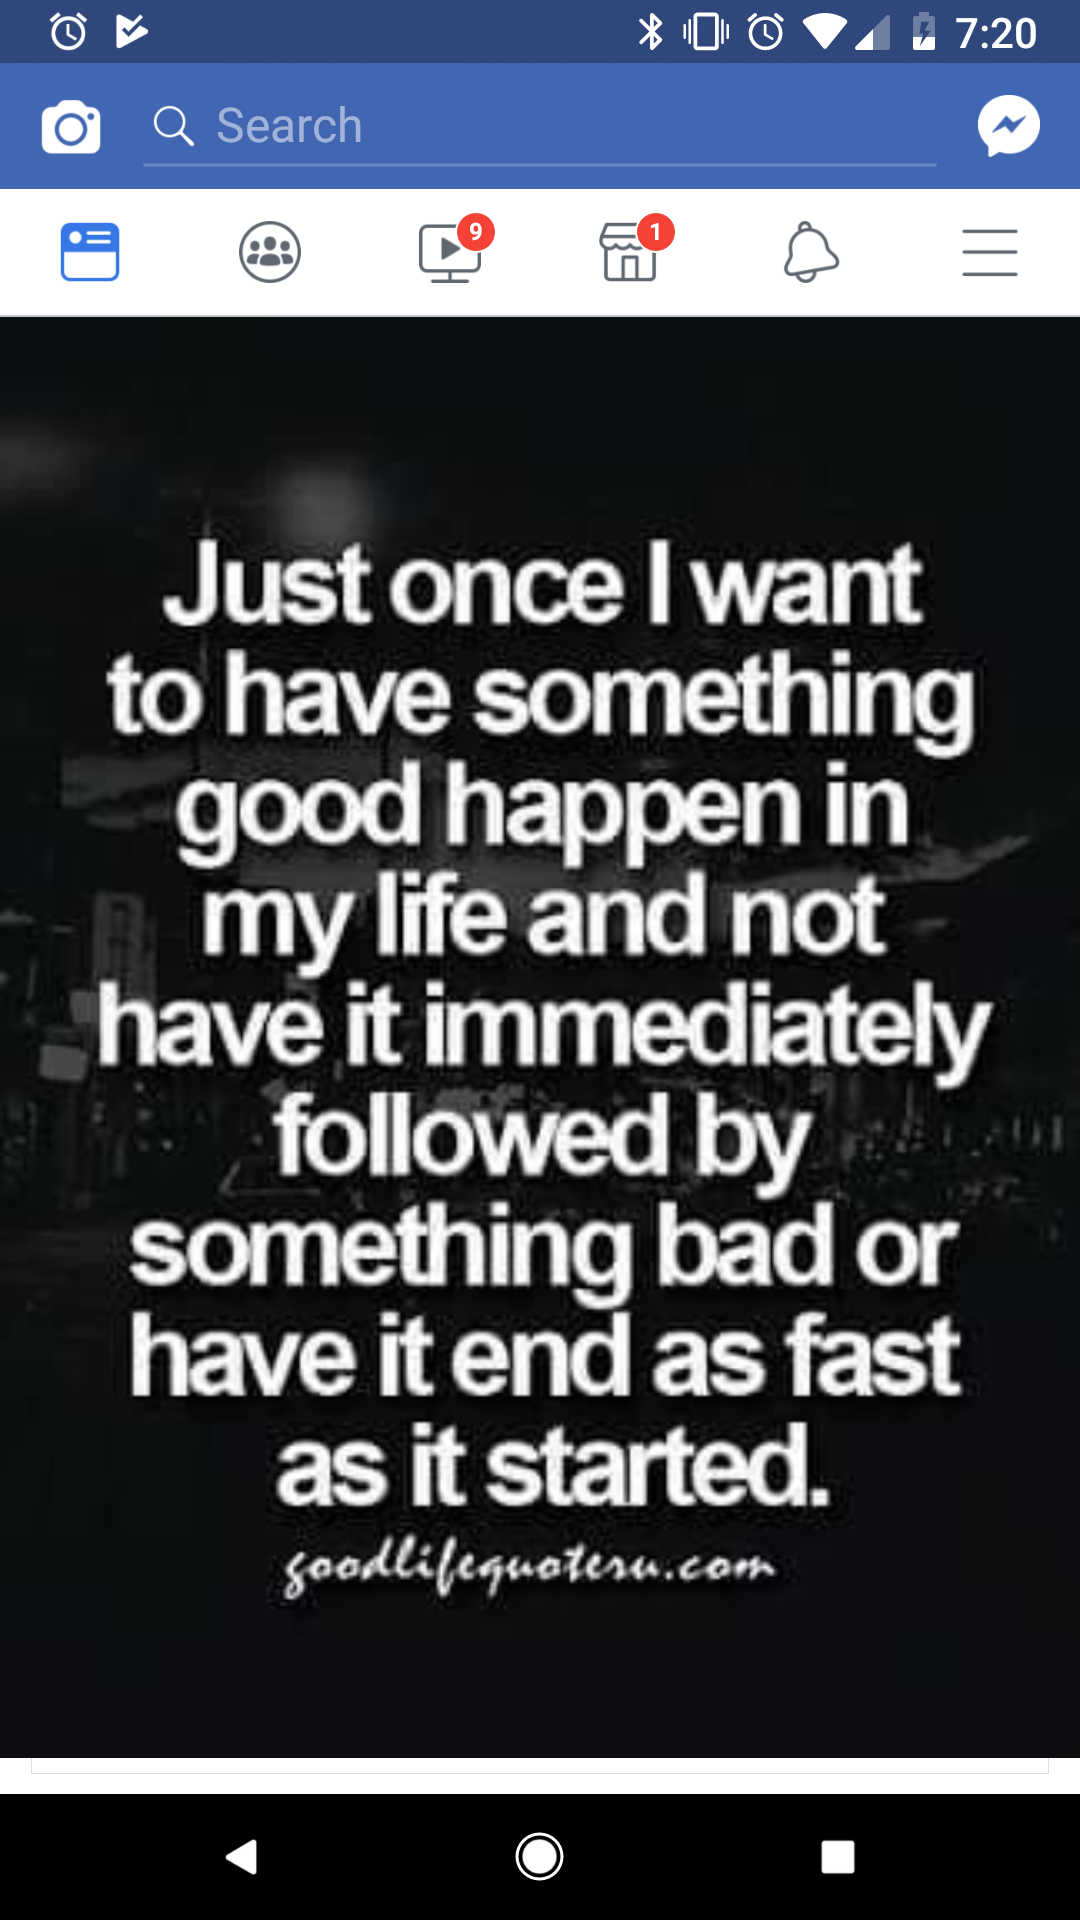 7:20
Search
9
1
Just once I want
to have something
good happen in
my life and not
have it immediately
followed by
something bad or
have it end as fast
as it started.
goodlifequotesru.com